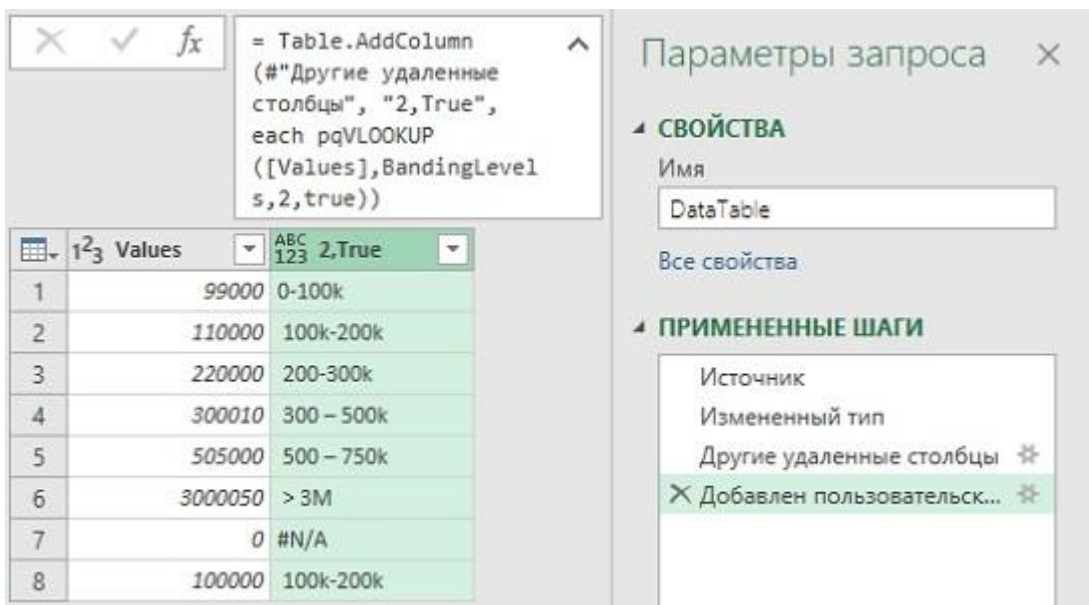 fx
= Table.AddColumn
(#"Другие удаленные
столбцы", "2,True",
each pqVLOOKUP
([Values],BandingLevel
s,2,true))
Параметры запроса
СВОЙСТВА
Имя
DataTable
Все свойства
ПРИМЕНЕННЫЕ ШАГИ
Источник
Измененный тип
Другие удаленные столбцы
Добавлен пользовательск...
123 Values ABC 123 2,True
1 99000 0-100k
2 110000 100k-200k
3 220000 200-300k
4 300010 300 – 500k
5 505000 500 – 750k
6 3000050 > 3M
7 0 #N/A
8 100000 100k-200k